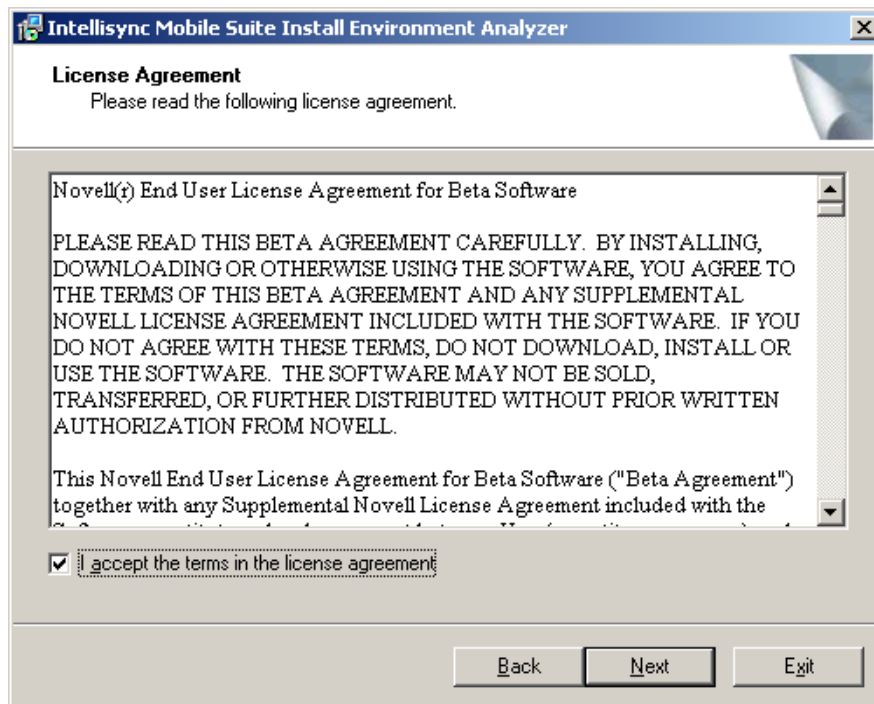 Intellisync Mobile Suite Install Environment Analyzer
License Agreement
Please read the following license agreement.
Novell(r) End User License Agreement for Beta Software
PLEASE READ THIS BETA AGREEMENT CAREFULLY. BY INSTALLING,
DOWNLOADING OR OTHERWISE USING THE SOFTWARE, YOU AGREE TO
THE TERMS OF THIS BETA AGREEMENT AND ANY SUPPLEMENTAL
NOVELL LICENSE AGREEMENT INCLUDED WITH THE SOFTWARE. IF YOU
DO NOT AGREE WITH THESE TERMS, DO NOT DOWNLOAD, INSTALL OR
USE THE SOFTWARE. THE SOFTWARE MAY NOT BE SOLD,
TRANSFERRED, OR FURTHER DISTRIBUTED WITHOUT PRIOR WRITTEN
AUTHORIZATION FROM NOVELL.
This Novell End User License Agreement for Beta Software ("Beta Agreement")
together with any Supplemental Novell License Agreement included with the
I accept the terms in the license agreement
Back Next Exit